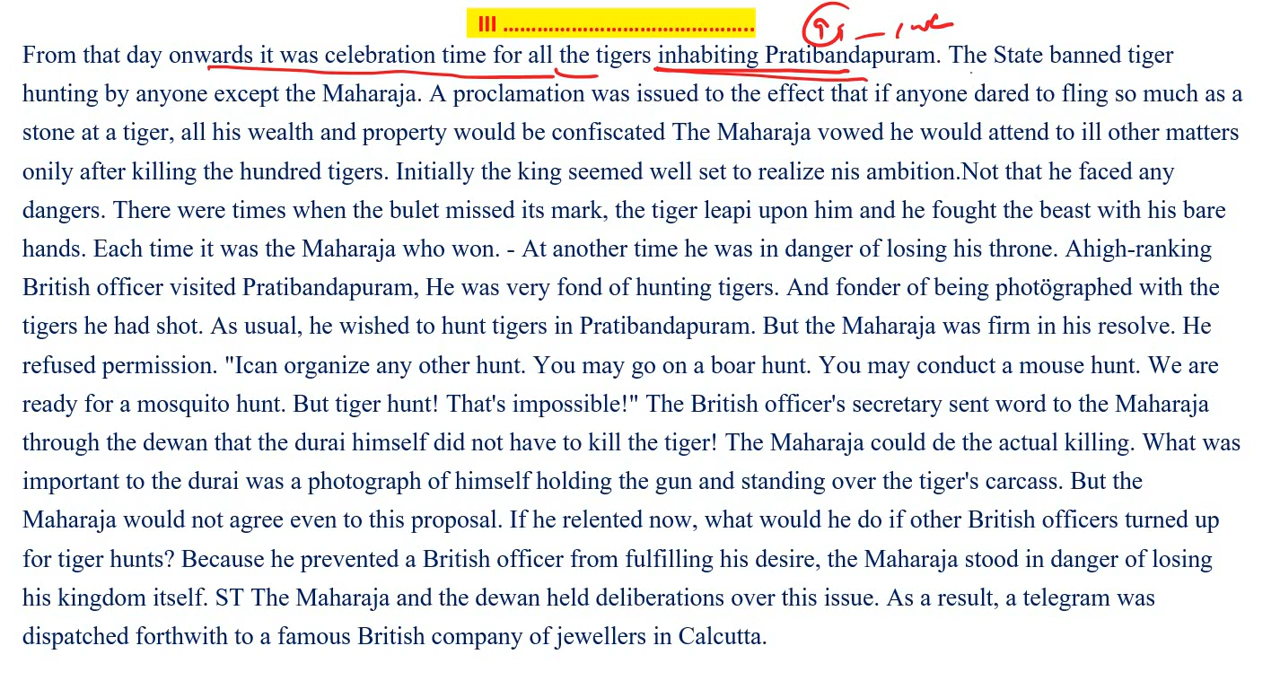 III ..........................................
From that day onwards it was celebration time for all the tigers inhabiting Pratibandapuram. The State banned tiger
hunting by anyone except the Maharaja. A proclamation was issued to the effect that if anyone dared to fling so much as a
stone at a tiger, all his wealth and property would be confiscated The Maharaja vowed he would attend to ill other matters
onily after killing the hundred tigers. Initially the king seemed well set to realize nis ambition.Not that he faced any
dangers. There were times when the bulet missed its mark, the tiger leapi upon him and he fought the beast with his bare
hands. Each time it was the Maharaja who won. - At another time he was in danger of losing his throne. Ahigh-ranking
British officer visited Pratibandapuram, He was very fond of hunting tigers. And fonder of being photögraphed with the
tigers he had shot. As usual, he wished to hunt tigers in Pratibandapuram. But the Maharaja was firm in his resolve. He
refused permission. "Ican organize any other hunt. You may go on a boar hunt. You may conduct a mouse hunt. We are
ready for a mosquito hunt. But tiger hunt! That's impossible!" The British officer's secretary sent word to the Maharaja
through the dewan that the durai himself did not have to kill the tiger! The Maharaja could de the actual killing. What was
important to the durai was a photograph of himself holding the gun and standing over the tiger's carcass. But the
Maharaja would not agree even to this proposal. If he relented now, what would he do if other British officers turned up
for tiger hunts? Because he prevented a British officer from fulfilling his desire, the Maharaja stood in danger of losing
his kingdom itself. ST The Maharaja and the dewan held deliberations over this issue. As a result, a telegram was
dispatched forthwith to a famous British company of jewellers in Calcutta.